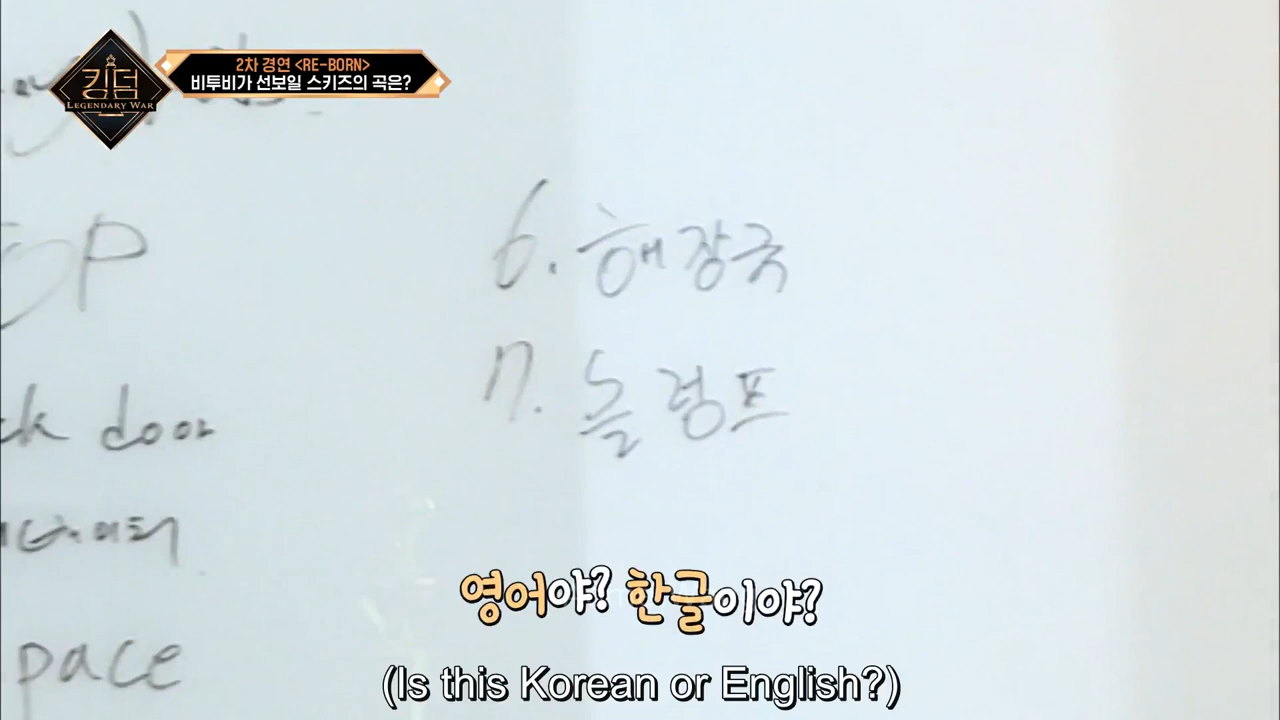 킹덤
LEGENDARY WAR
2차 경연 <RE-BORN>
비투비가 선보일 스키즈의 곡은?
6. 해장국
7. 슬럼프
door
pace
영어야? 한글이야?
(Is this Korean or English?)